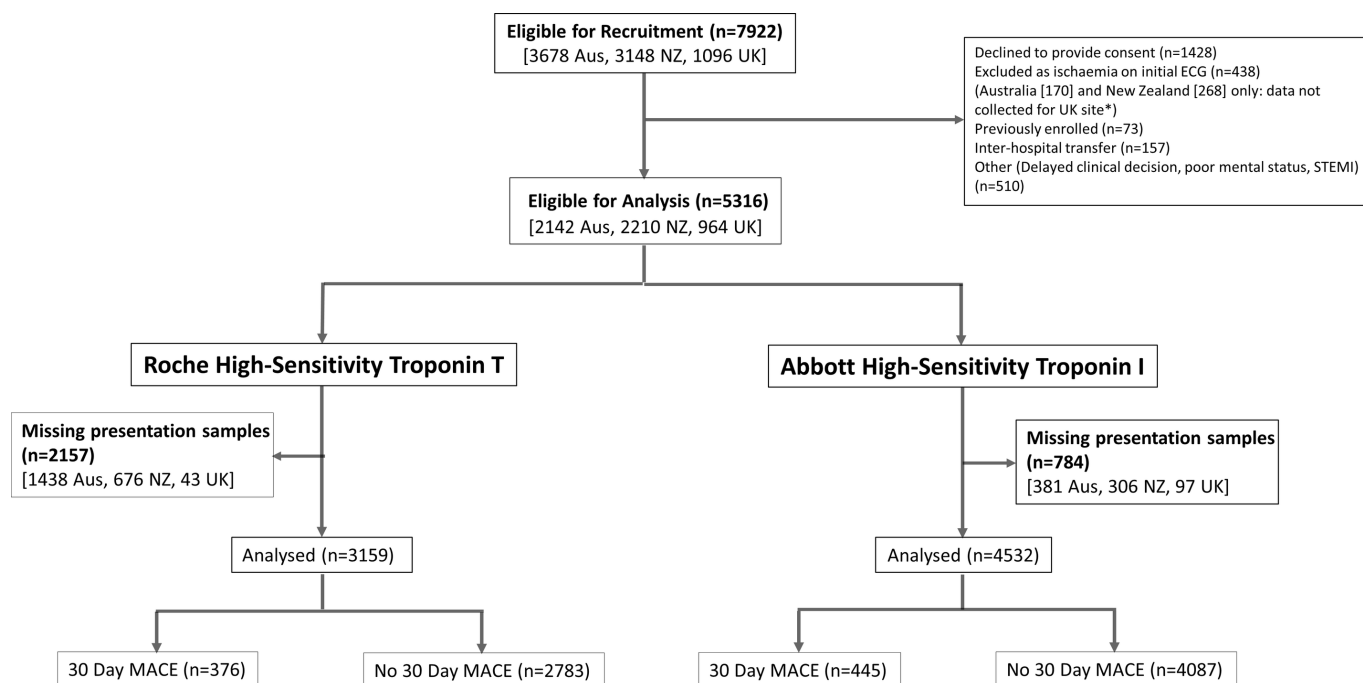 Eligible for Recruitment (n=7922)
[3678 Aus, 3148 NZ, 1096 UK]
Declined to provide consent (n=1428)
Excluded as ischaemia on initial ECG (n=438)
(Australia [170] and New Zealand [268] only: data not
collected for UK site*)
Previously enrolled (n=73)
Inter-hospital transfer (n=157)
Other (Delayed clinical decision, poor mental status, STEMI)
(n=510)
Eligible for Analysis (n=5316)
[2142 Aus, 2210 NZ, 964 UK]
Roche High-Sensitivity Troponin T
Abbott High-Sensitivity Troponin I
Missing presentation samples
(n=2157)
[1438 Aus, 676 NZ, 43 UK]
Missing presentation samples
(n=784)
[381 Aus, 306 NZ, 97 UK]
Analysed (n=3159)
Analysed (n=4532)
30 Day MACE (n=376)
No 30 Day MACE (n=2783)
30 Day MACE (n=445)
No 30 Day MACE (n=4087)